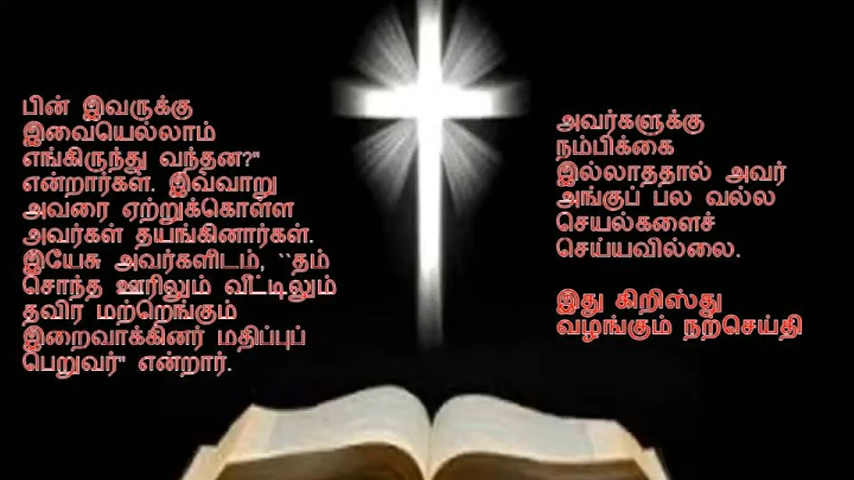 பின் இவருக்கு
இவையெல்லாம்
எங்கிருந்து வந்தன?"
என்றார்கள். இவ்வாறு
அவரை ஏற்றுக்கொள்ள
அவர்கள் தயங்கினார்கள்.
இயேசு அவர்களிடம், ``தம்
சொந்த ஊரிலும் வீட்டிலும்
தவிர மற்றெங்கும்
இறைவாக்கினர் மதிப்புப்
பெறுவர்" என்றார்.
அவர்களுக்கு
நம்பிக்கை
இல்லாததால் அவர்
அங்குப் பல வல்ல
செயல்களைச்
செய்யவில்லை.
இது கிறிஸ்து
வழங்கும் நற்செய்தி